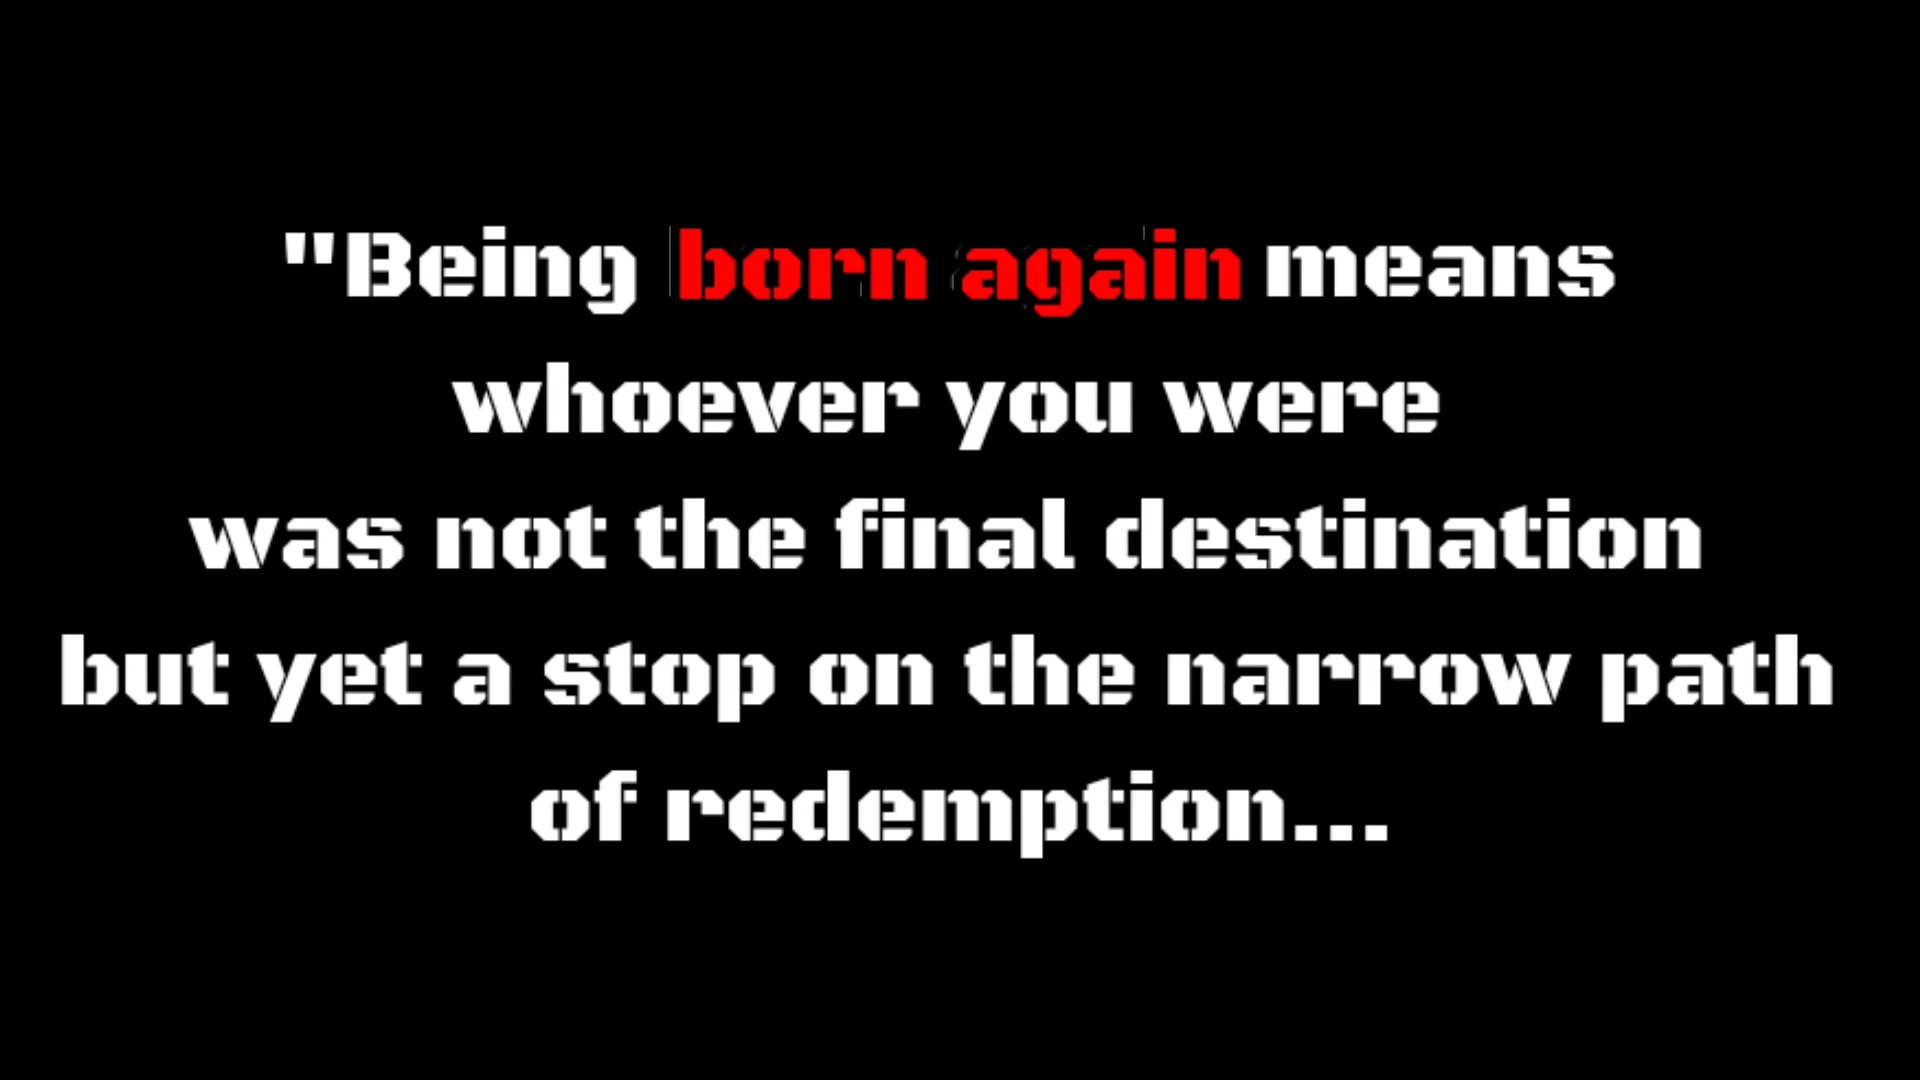 "Being born again means
whoever you were
was not the final destination
but yet a stop on the narrow path
of redemption...